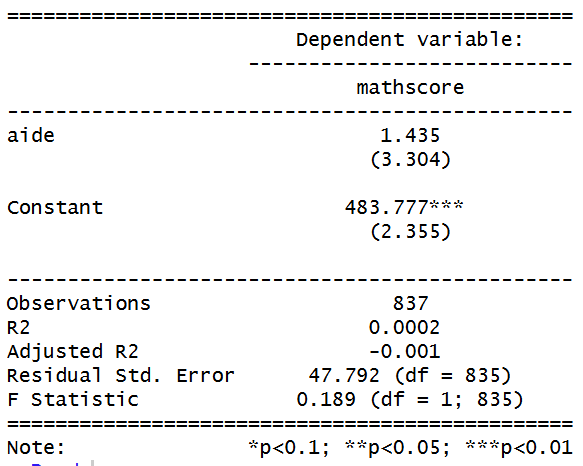 ===============================================
Dependent variable:
---------------------------
mathscore
-----------------------------------------------
aide 1.435
(3.304)
Constant 483.777***
(2.355)
-----------------------------------------------
Observations 837
R2 0.0002
Adjusted R2 -0.001
Residual Std. Error 47.792 (df = 835)
F Statistic 0.189 (df = 1; 835)
===============================================
Note: *p<0.1; **p<0.05; ***p<0.01